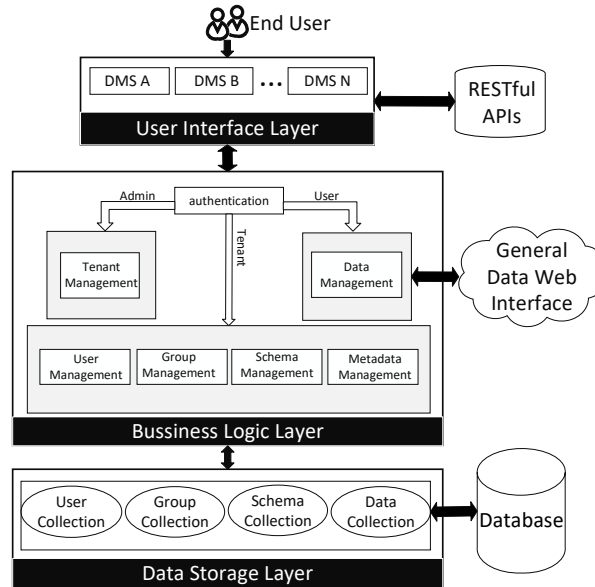 End User
DMS A
DMS B
...
DMS N
User Interface Layer
RESTful
APIs
Admin
authentication
User
Tenant
Tenant
Management
Data
Management
General
Data Web
Interface
User
Management
Group
Management
Schema
Management
Metadata
Management
Bussiness Logic Layer
User
Collection
Group
Collection
Schema
Collection
Data
Collection
Database
Data Storage Layer